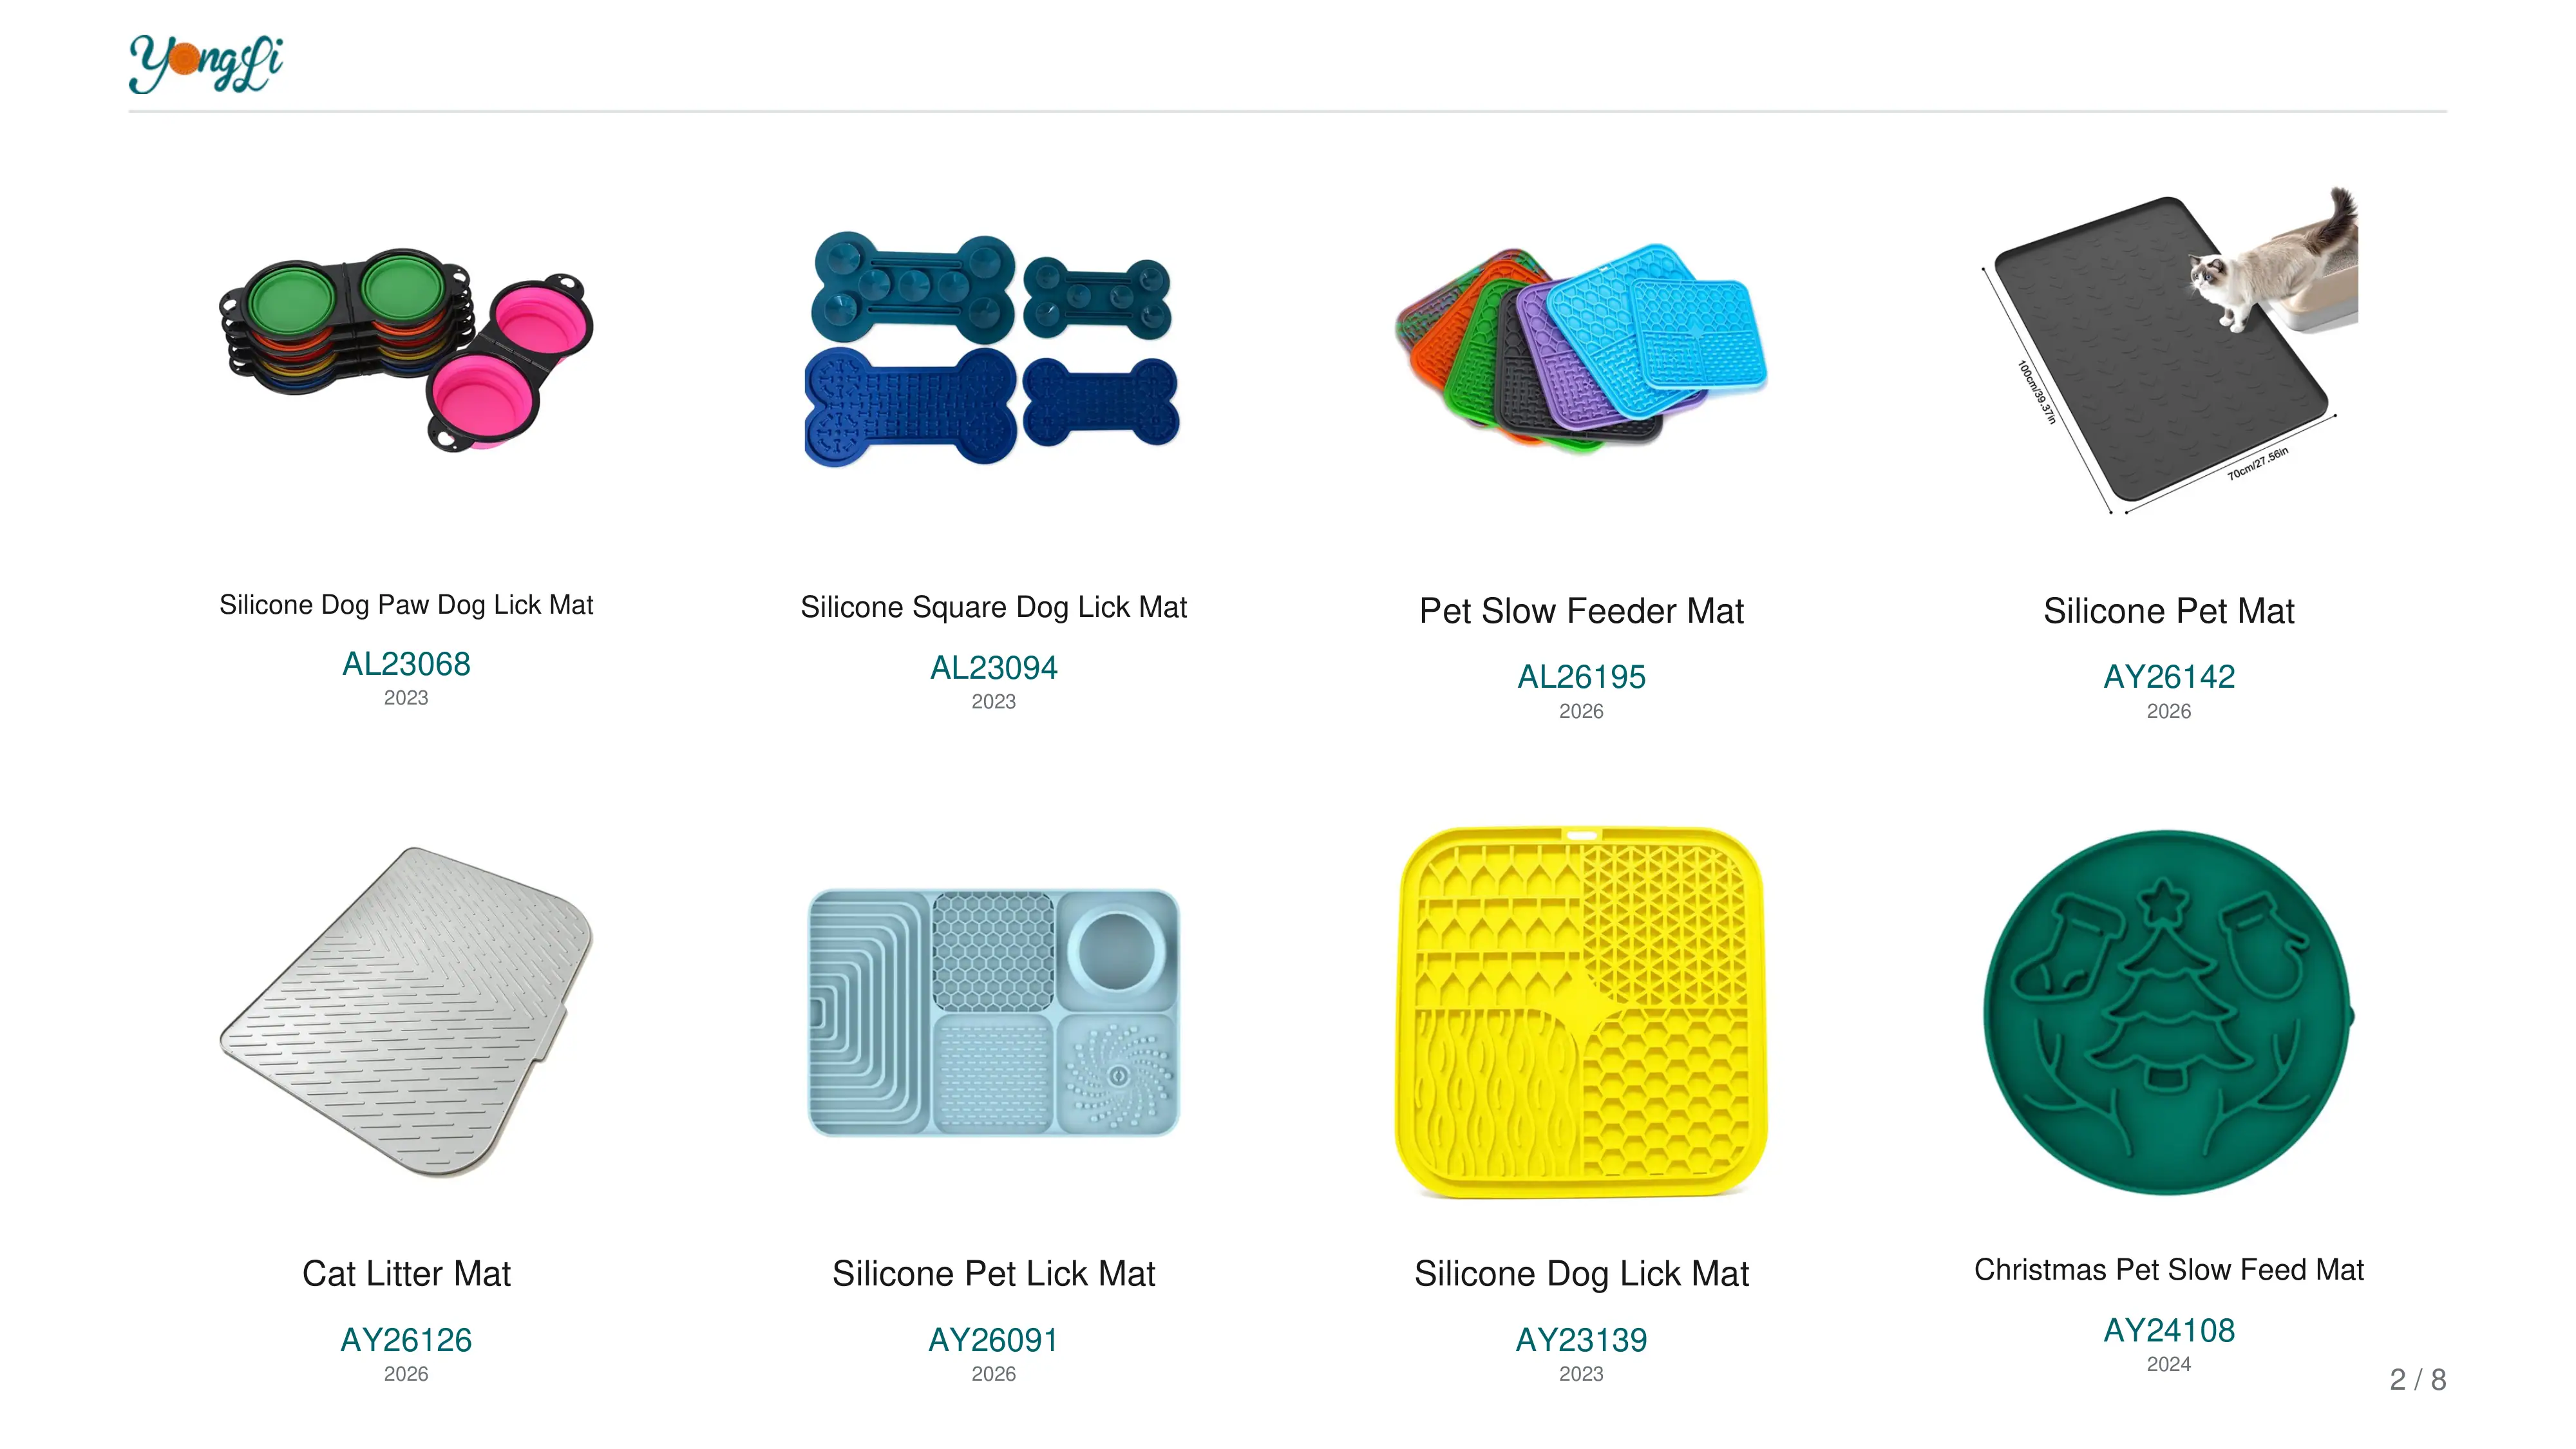 YongLi
100cm/39.37in
70cm/27.56in
Silicone Dog Paw Dog Lick Mat
AL23068
2023
Silicone Square Dog Lick Mat
AL23094
2023
Pet Slow Feeder Mat
AL26195
2026
Silicone Pet Mat
AY26142
2026
Cat Litter Mat
AY26126
2026
Silicone Pet Lick Mat
AY26091
2026
Silicone Dog Lick Mat
AY23139
2023
Christmas Pet Slow Feed Mat
AY24108
2024
2 / 8